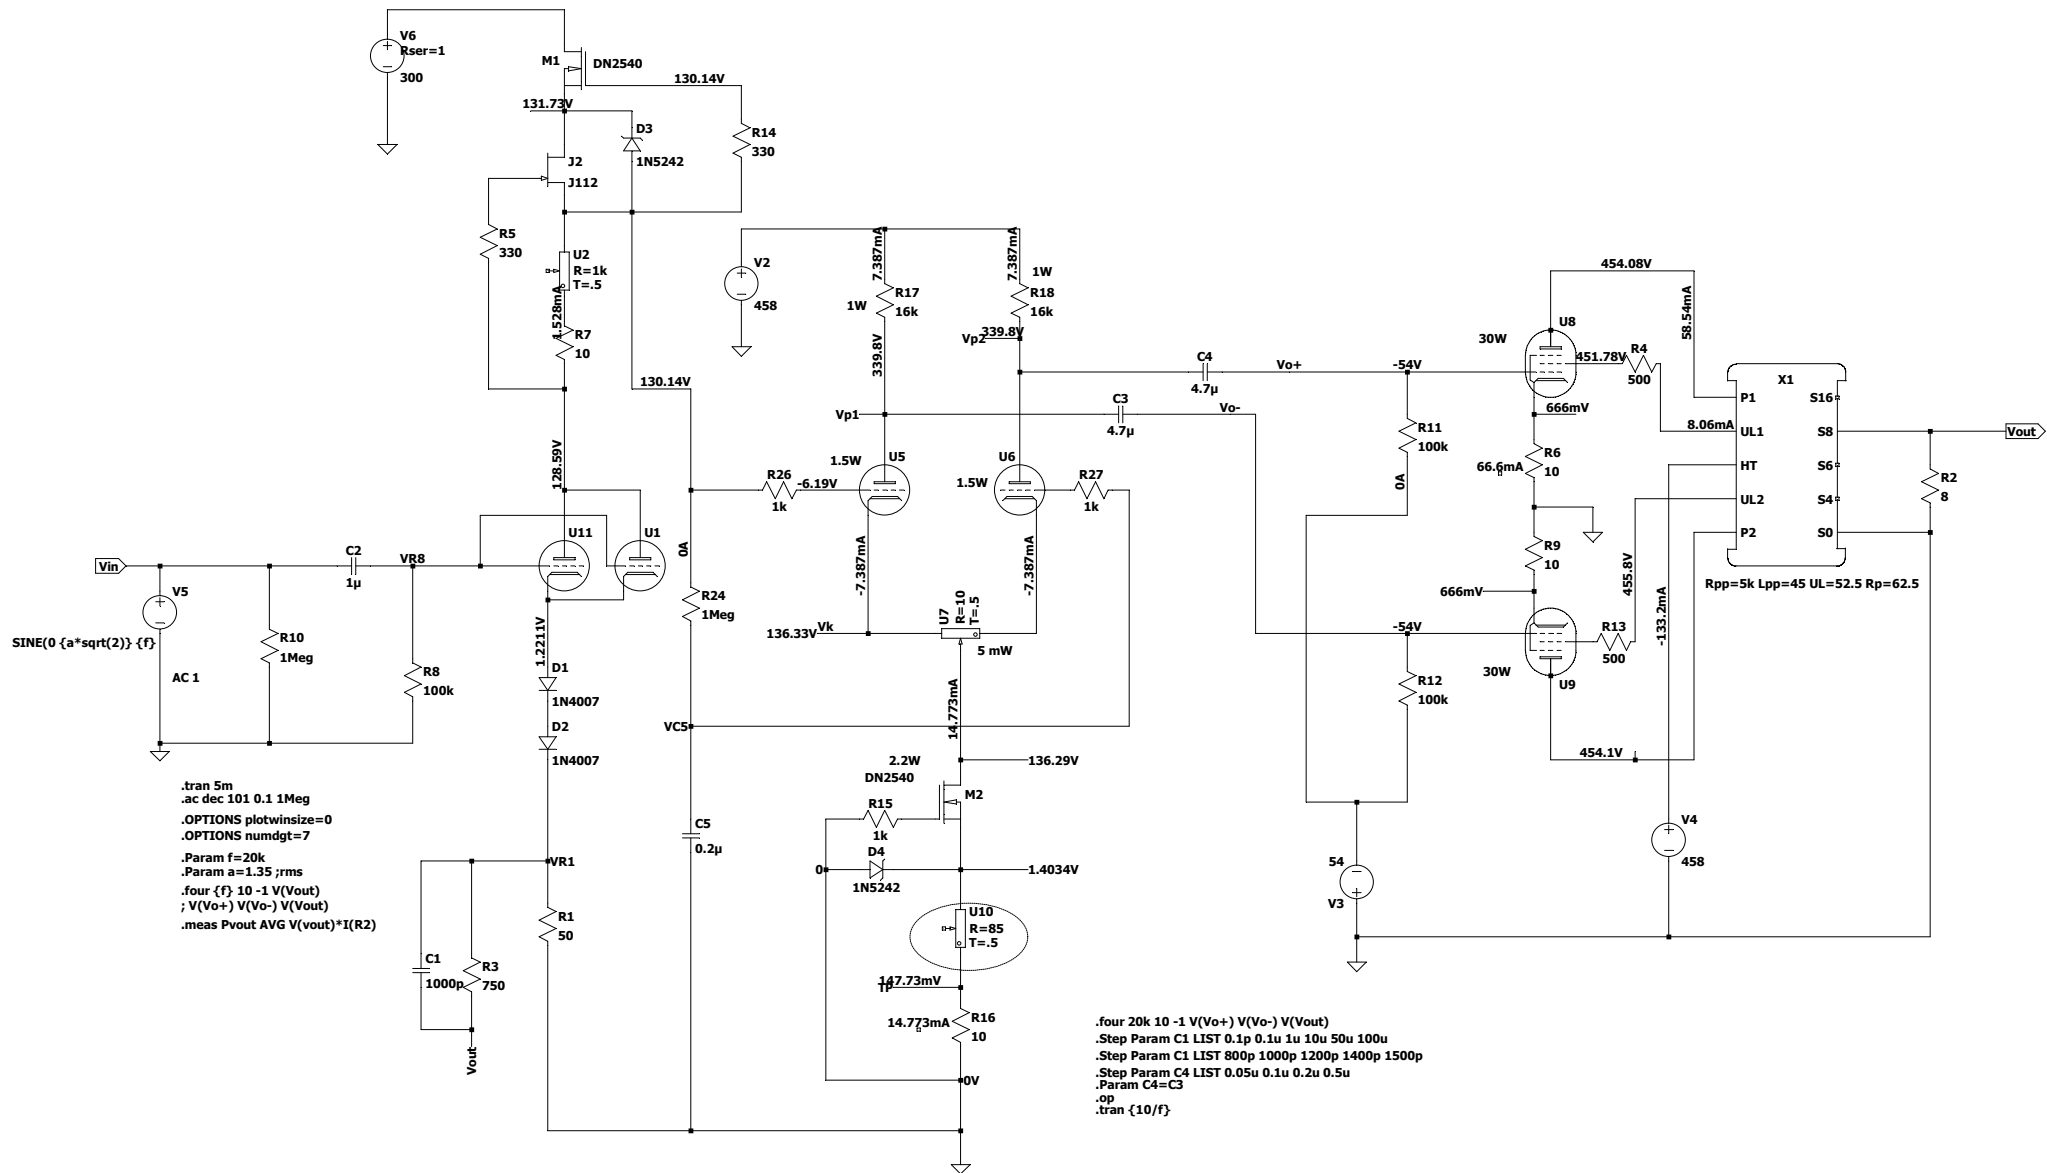 V6
Rser=1
300
M1
DN2540
130.14V
131.73V
D3
1N5242
R14
330
J2
J112
R5
330
U2
R=1k
T=.5
1.528mA
R7
10
130.14V
128.59V
V2
458
7.387mA
7.387mA
1W
R17
16k
1W
R18
16k
339.8V
Vp2
339.8V
Vp1
C4
4.7µ
Vo+
C3
4.7µ
Vo-
-54V
454.08V
58.54mA
U8
30W
451.78V
R4
500
666mV
R11
100k
0A
R6
10
66.6mA
R9
10
666mV
X1
P1
UL1
HT
UL2
P2
S16
S8
S6
S4
S0
8.06mA
Vout
R2
8
Rpp=5k Lpp=45 UL=52.5 Rp=62.5
455.8V
-133.2mA
1.5W
U5
U6
1.5W
R26
1k
-6.19V
R27
1k
-7.387mA
-7.387mA
U11
U1
Vin
C2
1µ
VR8
V5
SINE(0 {a*sqrt(2)} {f}
AC 1
R10
1Meg
R8
100k
1.2211V
D1
1N4007
D2
1N4007
0A
R24
1Meg
VC5
136.33V
Vk
U7
R=10
T=.5
5 mW
14.773mA
-54V
R13
500
30W
U9
R12
100k
454.1V
2.2W
DN2540
136.29V
M2
R15
1k
D4
0
1N5242
1.4034V
C5
0.2µ
U10
R=85
T=.5
147.73mV
TP
14.773mA
R16
10
0V
V4
458
54
V3
.tran 5m
.ac dec 101 0.1 1Meg
.OPTIONS plotwinsize=0
.OPTIONS numdgt=7
.Param f=20k
.Param a=1.35 ;rms
.four {f} 10 -1 V(Vout)
; V(Vo+) V(Vo-) V(Vout)
.meas Pvout AVG V(vout)*I(R2)
VR1
R1
50
C1
1000p
R3
750
Vout
.four 20k 10 -1 V(Vo+) V(Vo-) V(Vout)
.Step Param C1 LIST 0.1p 0.1u 1u 10u 50u 100u
.Step Param C1 LIST 800p 1000p 1200p 1400p 1500p
.Step Param C4 LIST 0.05u 0.1u 0.2u 0.5u
.Param C4=C3
.op
.tran {10/f}